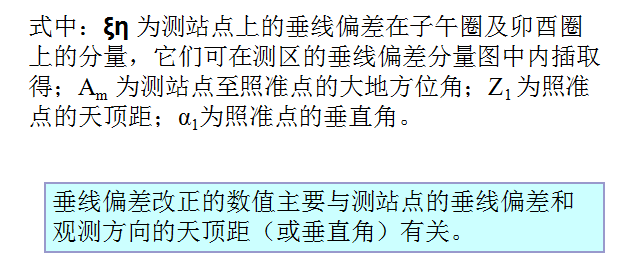 式中：ξη 为测站点上的垂线偏差在子午圈及卯酉圈
上的分量，它们可在测区的垂线偏差分量图中内插取
得；Am 为测站点至照准点的大地方位角；Z1 为照准
点的天顶距；α1为照准点的垂直角。
垂线偏差改正的数值主要与测站点的垂线偏差和
观测方向的天顶距（或垂直角）有关。